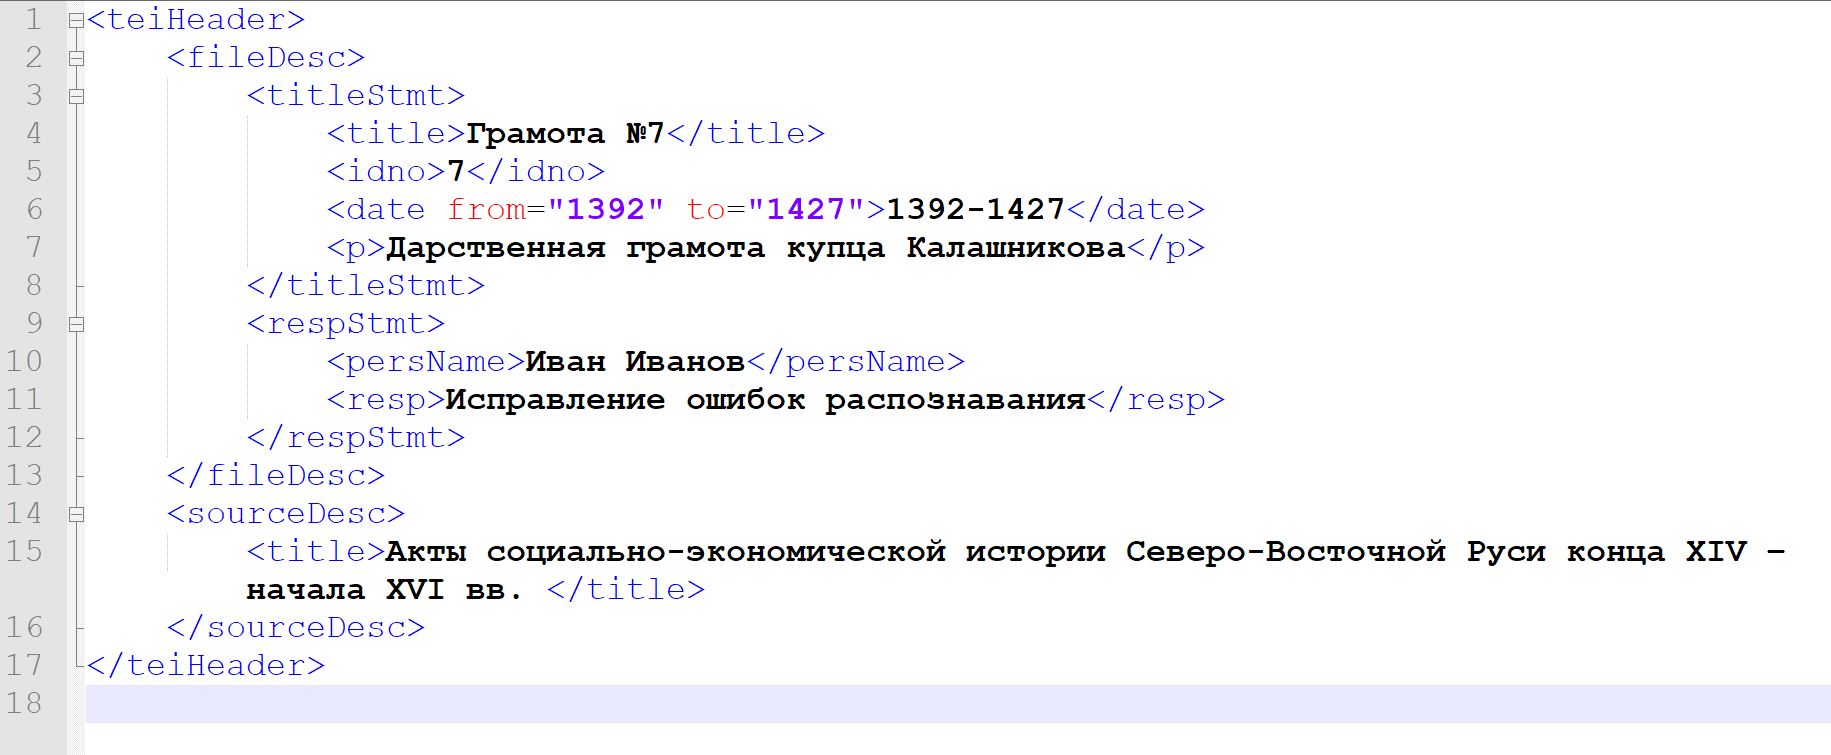 1 <teiHeader>
2 <fileDesc>
3 <titleStmt>
4 <title>Грамота №7</title>
5 <idno>7</idno>
6 <date from="1392" to="1427">1392-1427</date>
7 <p>Дарственная грамота купца Калашникова</p>
8 </titleStmt>
9 <respStmt>
10 <persName>Иван Иванов</persName>
11 <resp>Исправление ошибок распознавания</resp>
12 </respStmt>
13 </fileDesc>
14 <sourceDesc>
15 <title>Акты социально-экономической истории Северо-Восточной Руси конца XIV –
начала XVI вв. </title>
16 </sourceDesc>
17 </teiHeader>
18